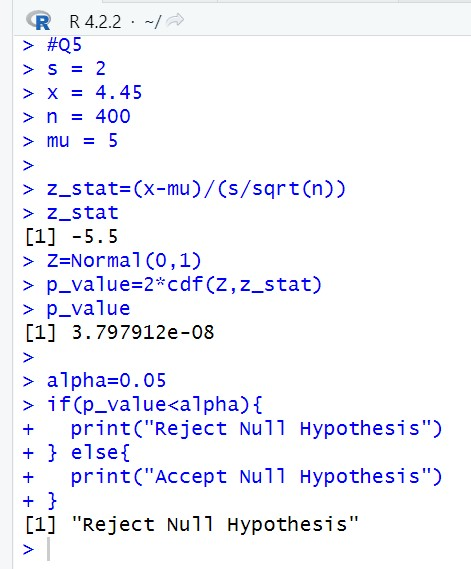 R R 4.2.2 · ~/
> #Q5
> s = 2
> x = 4.45
> n = 400
> mu = 5
>
> z_stat=(x-mu)/(s/sqrt(n))
> z_stat
[1] -5.5
> Z=Normal(0,1)
> p_value=2*cdf(Z,z_stat)
> p_value
[1] 3.797912e-08
>
> alpha=0.05
> if(p_value<alpha){
+   print("Reject Null Hypothesis")
+ } else{
+   print("Accept Null Hypothesis")
+ }
[1] "Reject Null Hypothesis"
>